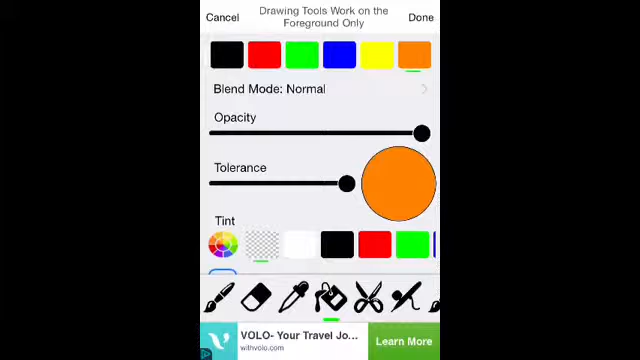 Cancel
Drawing Tools Work on the
Foreground Only
Done
Blend Mode: Normal
Opacity
Tolerance
Tint
VOLO- Your Travel Jo...
withvolo.com
Learn More